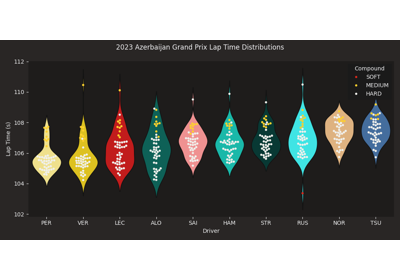 2023 Azerbaijan Grand Prix Lap Time Distributions
Compound
SOFT
MEDIUM
HARD
Lap Time (s)
112
110
108
106
104
102
PER VER LEC ALO SAI HAM STR RUS NOR TSU
Driver